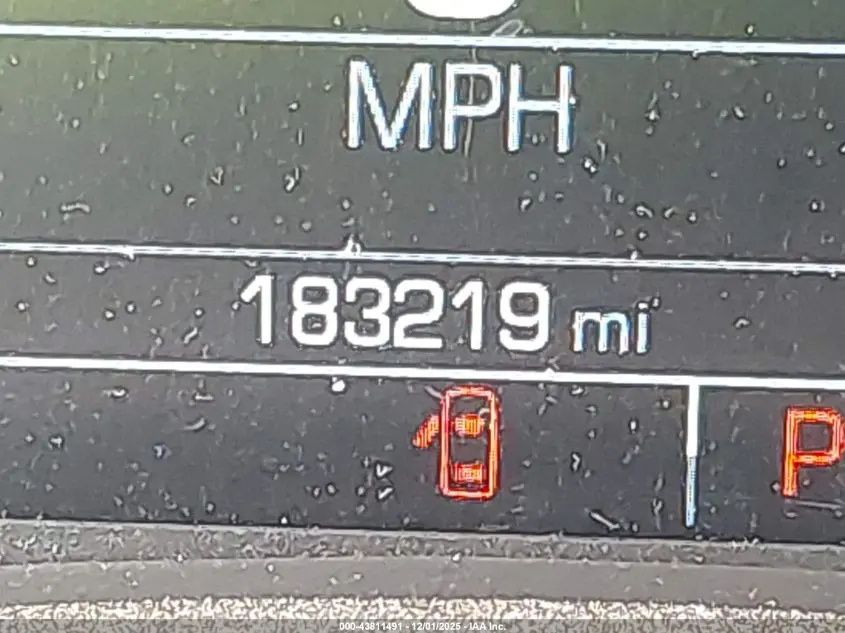 MPH
183219 mi
P
000-43811491 - 12/01/2025 - IAA Inc.